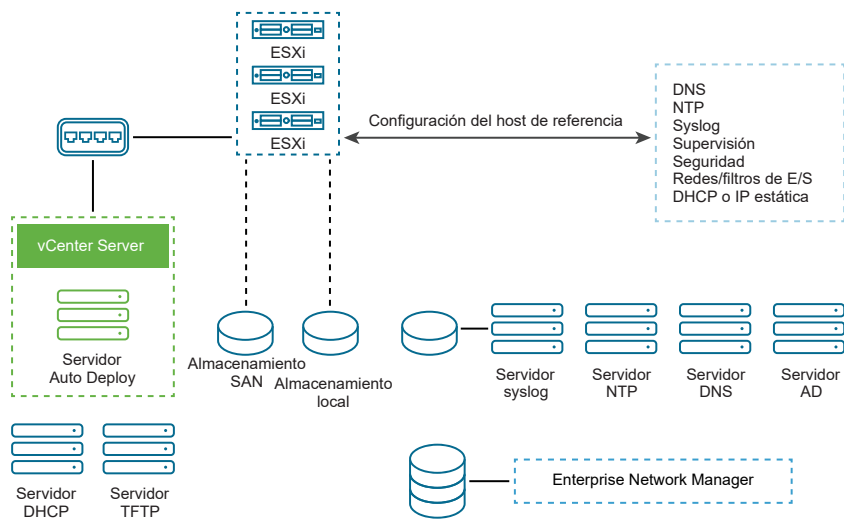 ESXi
ESXi
ESXi
Configuración del host de referencia
DNS
NTP
Syslog
Supervisión
Seguridad
Redes/filtros de E/S
DHCP o IP estática
vCenter Server
Servidor
Auto Deploy
Almacenamiento
SAN
Almacenamiento
local
Servidor
syslog
Servidor
NTP
Servidor
DNS
Servidor
AD
Servidor
DHCP
Servidor
TFTP
Enterprise Network Manager